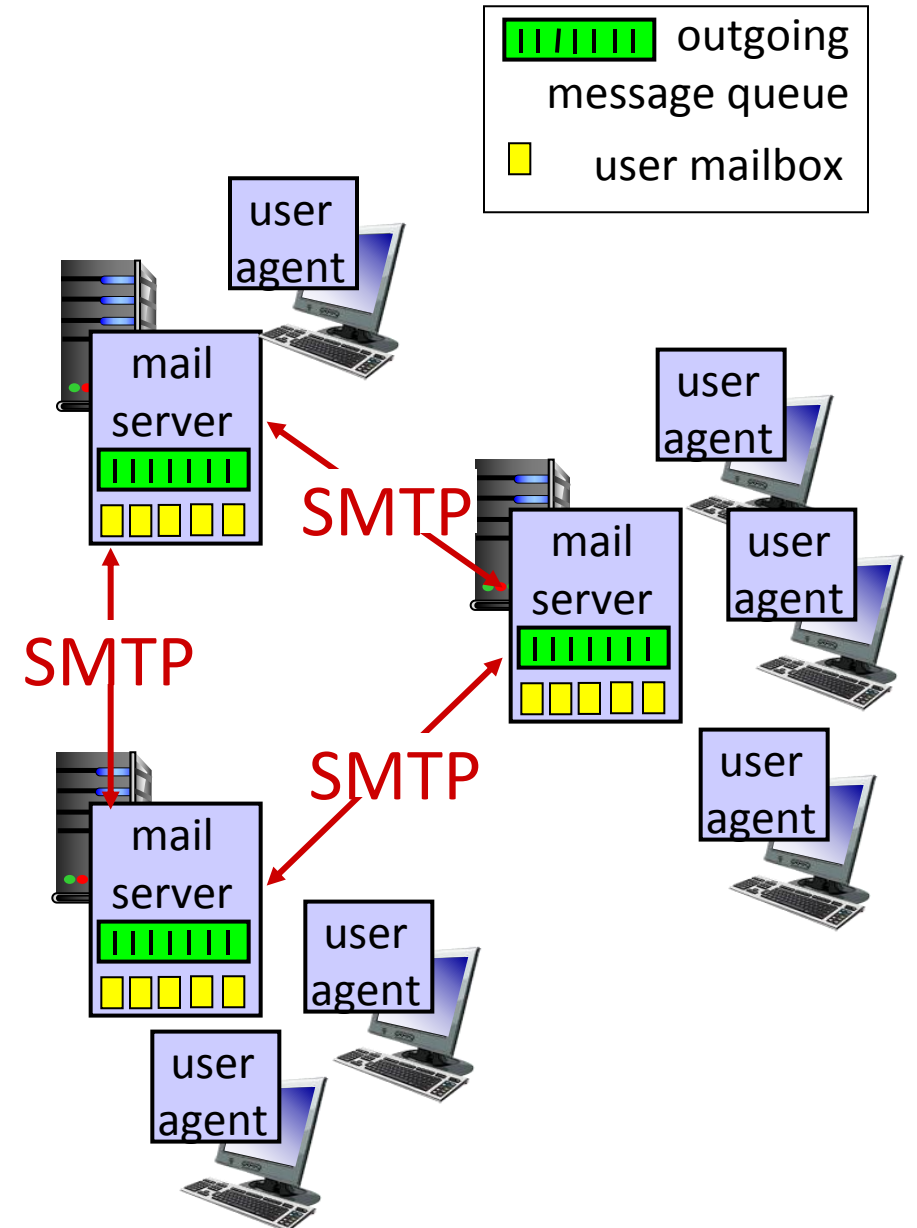 outgoing
message queue
user mailbox
user
agent
mail
server
SMTP
user
agent
mail
server
user
agent
SMTP
SMTP
user
agent
mail
server
user
agent
user
agent